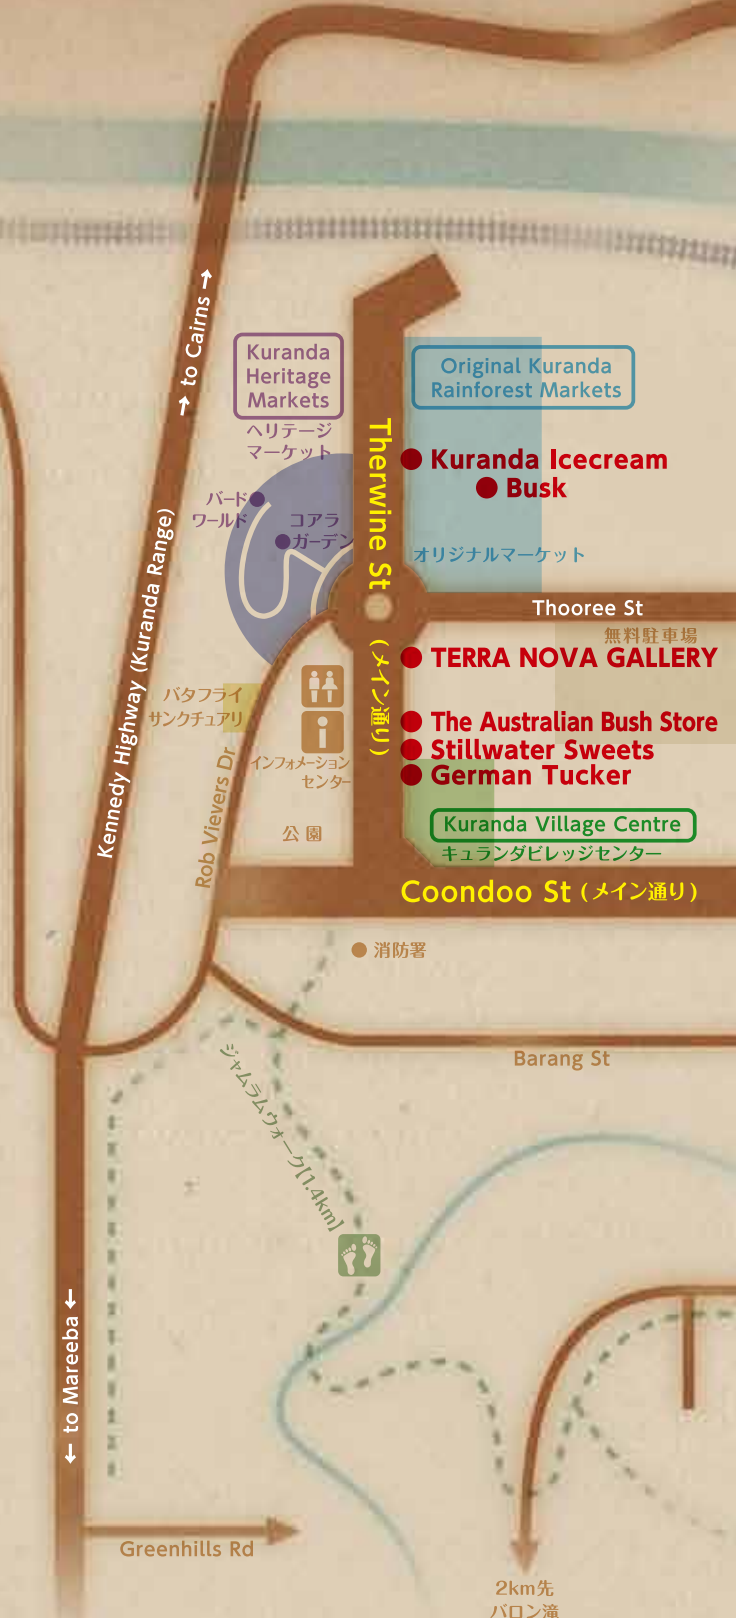 ← to Cairns →
Kuranda
Heritage
Markets
ヘリテージ
マーケット
Original Kuranda
Rainforest Markets
Therwine St
(メイン通り)
Kuranda Icecream
Busk
バード
ワールド
コアラ
ガーデン
オリジナルマーケット
Kennedy Highway (Kuranda Range)
Thooree St
無料駐車場
TERRA NOVA GALLERY
バタフライ
サンクチュアリ
The Australian Bush Store
Stillwater Sweets
German Tucker
インフォメーション
センター
Rob Vievers Dr
公園
Kuranda Village Centre
キュランダビレッジセンター
Coondoo St (メイン通り)
消防署
Barang St
ジャムラムウォーク[1.4km]
← to Mareeba ←
Greenhills Rd
2km先
バロン滝